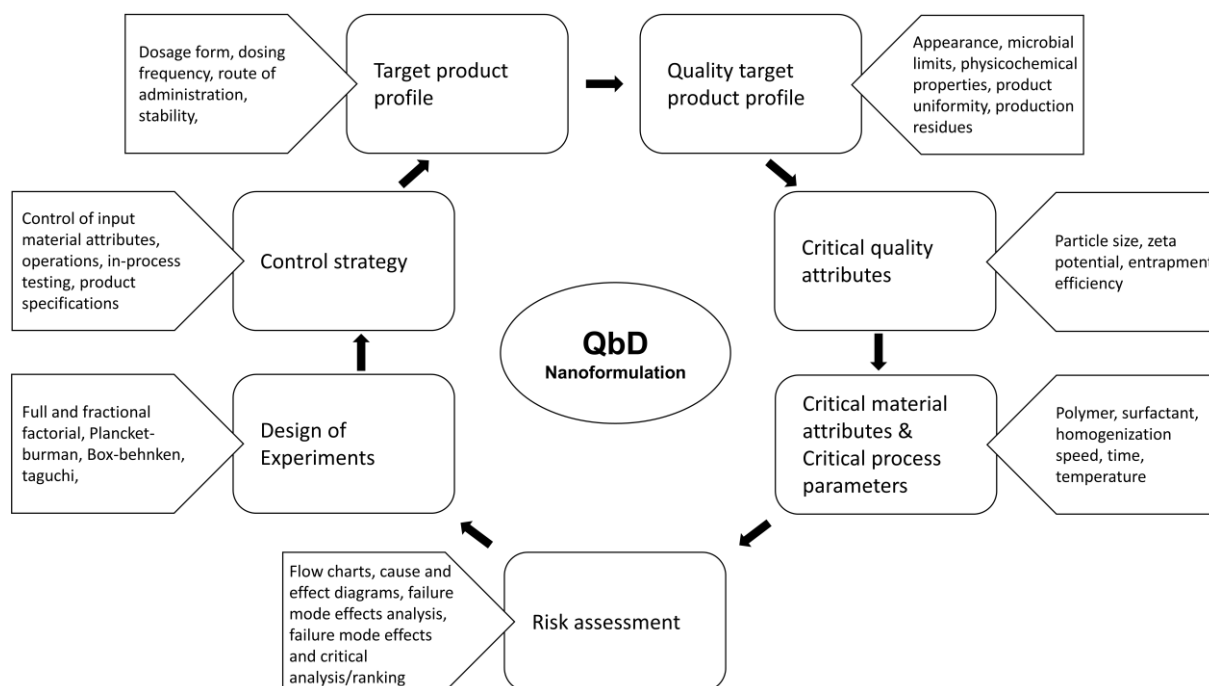 Dosage form, dosing
frequency, route of
administration,
stability,
Target product
profile
Quality target
product profile
Appearance, microbial
limits, physicochemical
properties, product
uniformity, production
residues
Control of input
material attributes,
operations, in-process
testing, product
specifications
Control strategy
Critical quality
attributes
Particle size, zeta
potential, entrapment
efficiency
QbD
Nanoformulation
Full and fractional
factorial, Plancket-
burman, Box-behnken,
taguchi,
Design of
Experiments
Critical material
attributes &
Critical process
parameters
Polymer, surfactant,
homogenization
speed, time,
temperature
Flow charts, cause and
effect diagrams, failure
mode effects analysis,
failure mode effects
and critical
analysis/ranking
Risk assessment